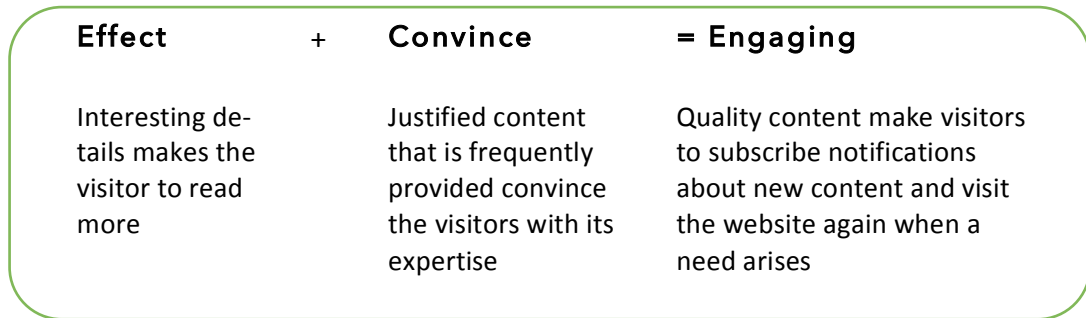 Effect + Convince = Engaging
Interesting de-
tails makes the
visitor to read
more
Justified content
that is frequently
provided convince
the visitors with its
expertise
Quality content make visitors
to subscribe notifications
about new content and visit
the website again when a
need arises